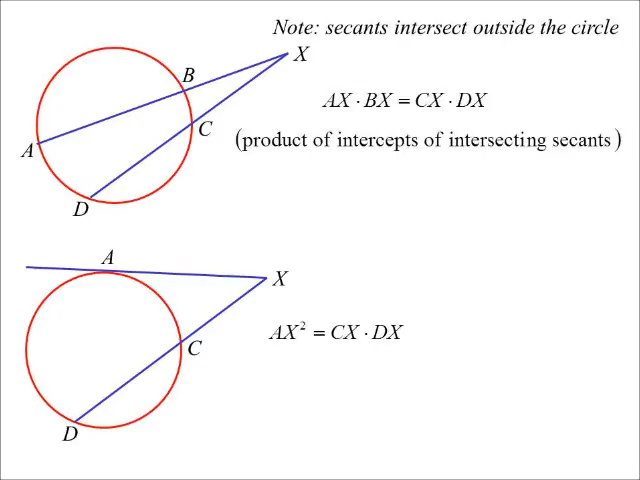 Note: secants intersect outside the circle
X
B
AX · BX = CX · DX
C
(product of intercepts of intersecting secants)
A
D
A
X
AX² = CX · DX
C
D